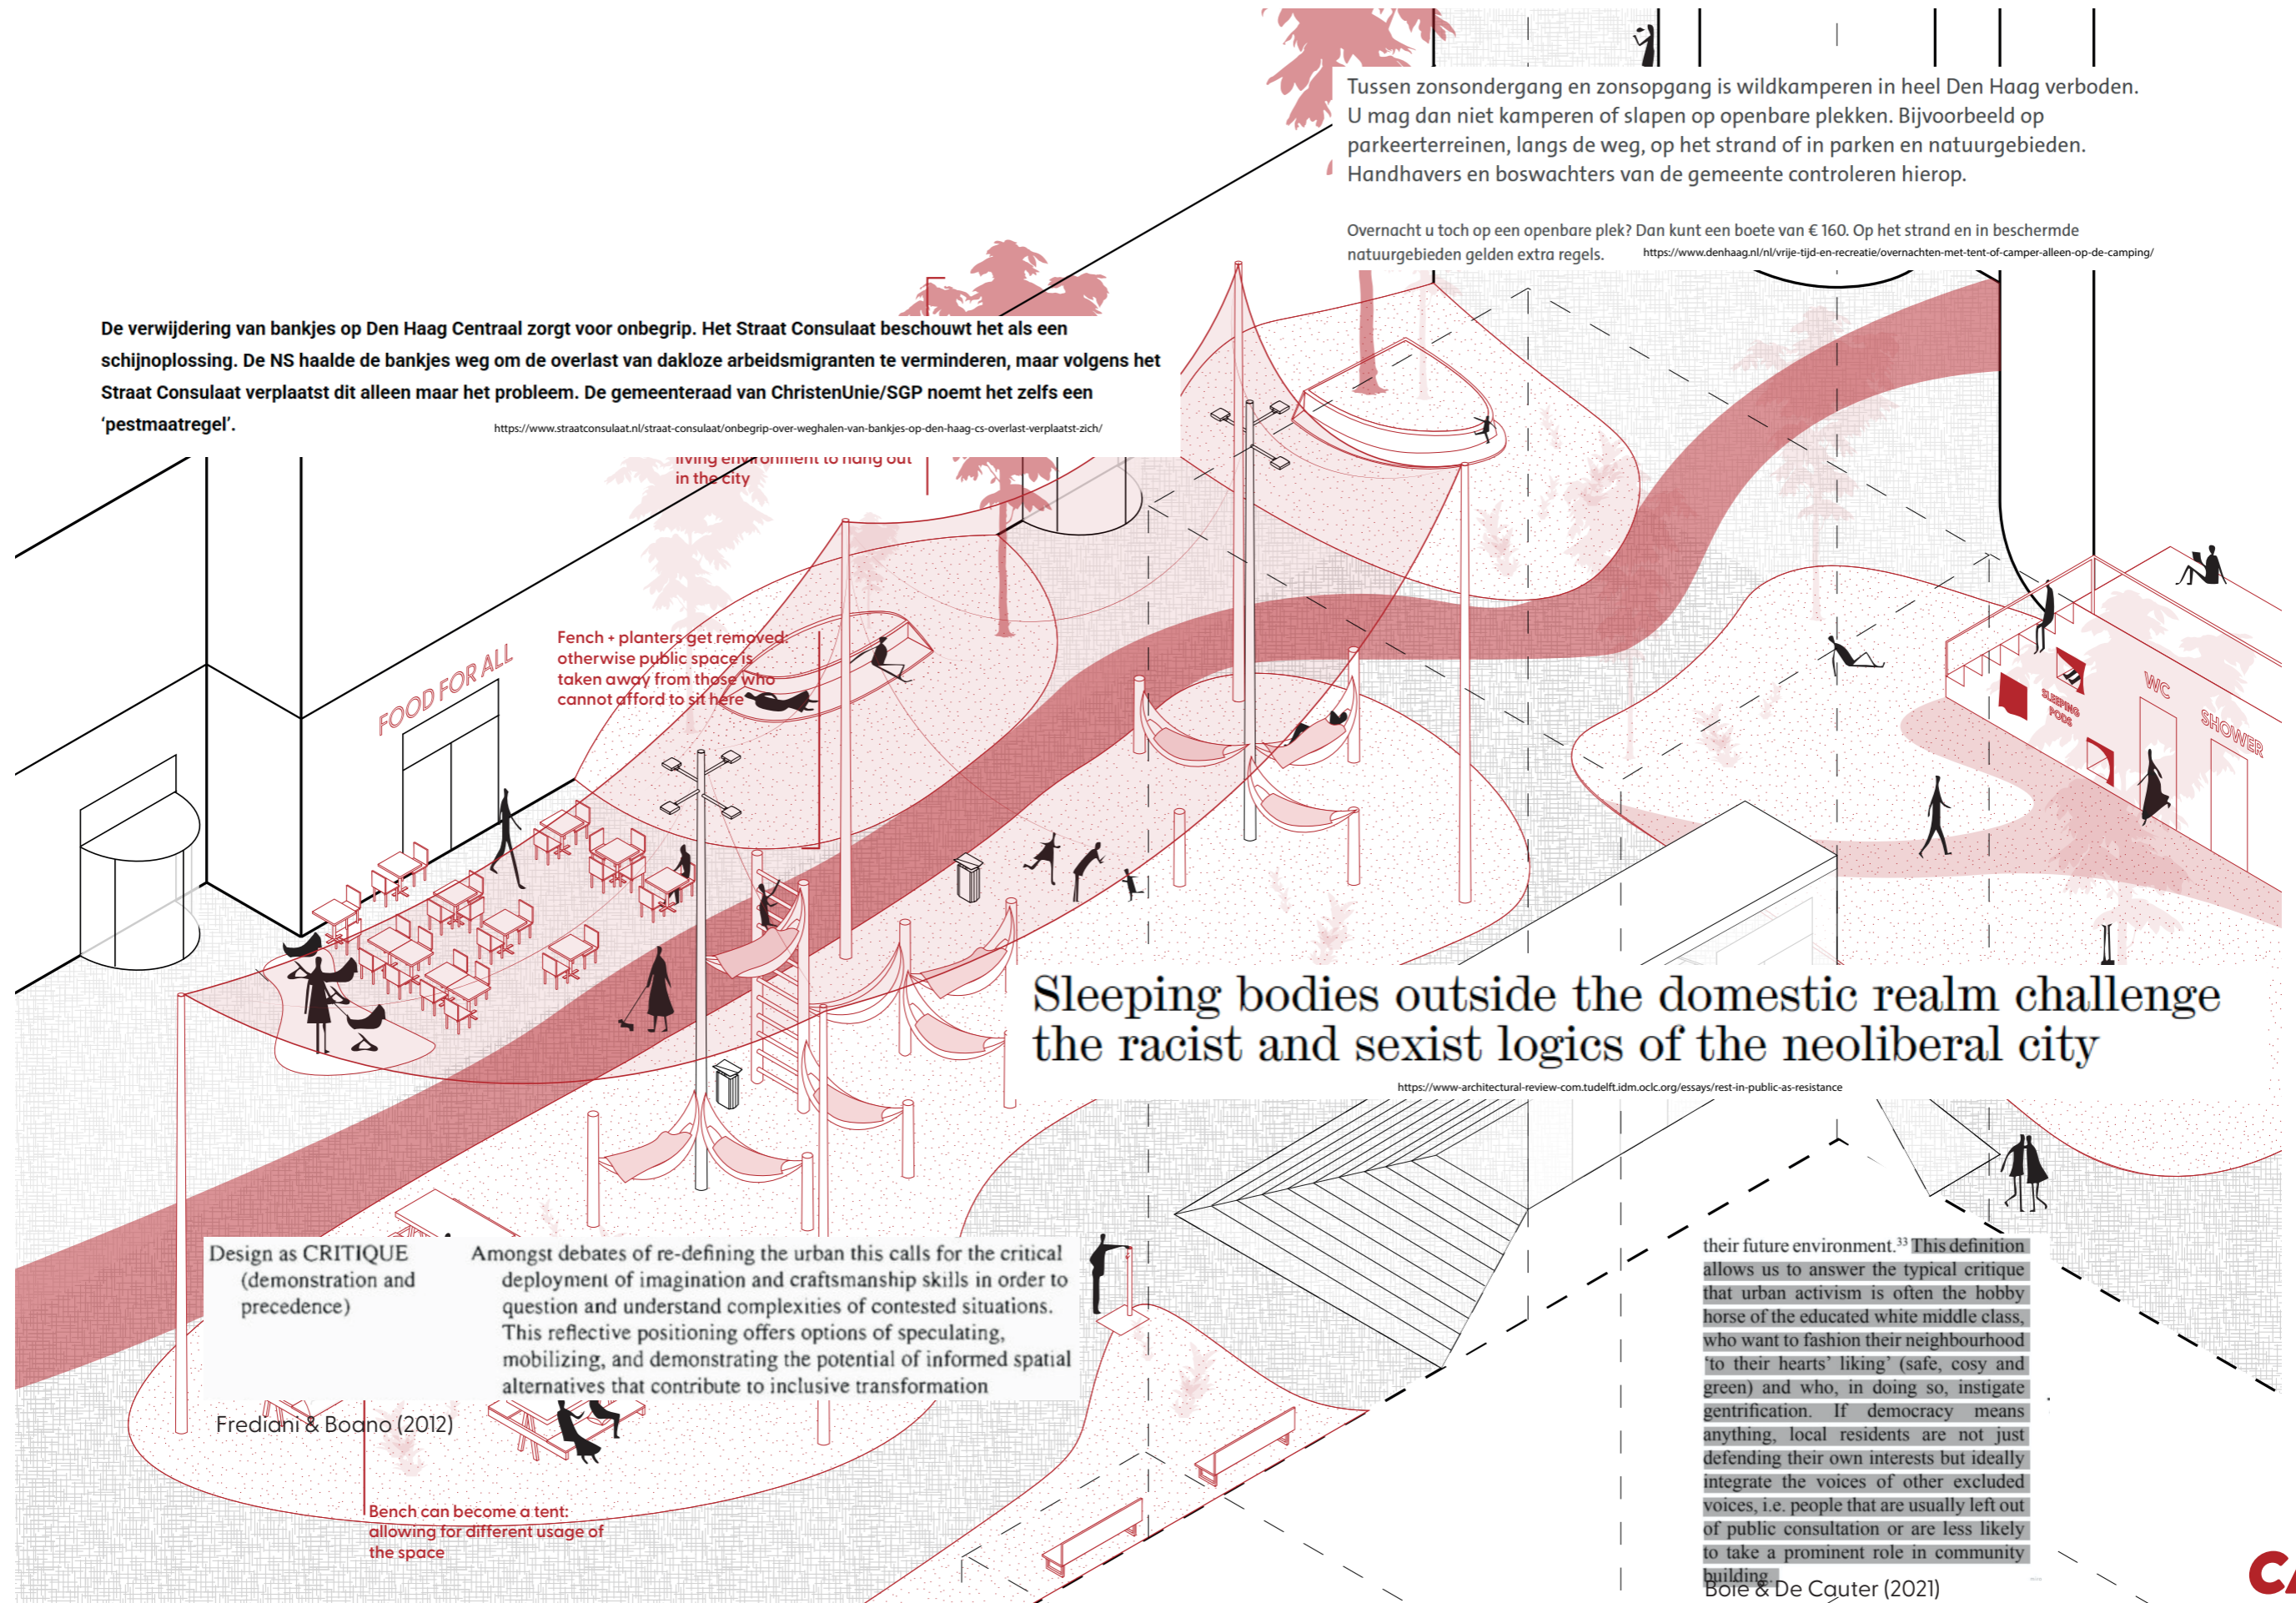 Tussen zonsondergang en zonsopgang is wildkamperen in heel Den Haag verboden.
U mag dan niet kamperen of slapen op openbare plekken. Bijvoorbeeld op
parkeerterreinen, langs de weg, op het strand of in parken en natuurgebieden.
Handhavers en boswachters van de gemeente controleren hierop.
Overnacht u toch op een openbare plek? Dan kunt een boete van € 160. Op het strand en in beschermde
natuurgebieden gelden extra regels.
https://www.denhaag.nl/nl/vrije-tijd-en-recreatie/overnachten-met-tent-of-camper-alleen-op-de-camping/
De verwijdering van bankjes op Den Haag Centraal zorgt voor onbegrip. Het Straat Consulaat beschouwt het als een
schijnoplossing. De NS haalde de bankjes weg om de overlast van dakloze arbeidsmigranten te verminderen, maar volgens het
Straat Consulaat verplaatst dit alleen maar het probleem. De gemeenteraad van ChristenUnie/SGP noemt het zelfs een
‘pestmaatregel’.
https://www.straatconsulaat.nl/straat-consulaat/onbegrip-over-weghalen-van-bankjes-op-den-haag-cs-overlast-verplaatst-zich/
living environment to hang out
in the city
Fench + planters get removed:
otherwise public space is
taken away from those who
cannot afford to sit here
FOOD FOR ALL
SLEEPING
PODS
WC
SHOWER
Sleeping bodies outside the domestic realm challenge
the racist and sexist logics of the neoliberal city
https://www-architectural-review-com.tudelft.idm.oclc.org/essays/rest-in-public-as-resistance
Design as CRITIQUE
(demonstration and
precedence)
Amongst debates of re-defining the urban this calls for the critical
deployment of imagination and craftsmanship skills in order to
question and understand complexities of contested situations.
This reflective positioning offers options of speculating,
mobilizing, and demonstrating the potential of informed spatial
alternatives that contribute to inclusive transformation
Frediani & Boano (2012)
Bench can become a tent:
allowing for different usage of
the space
their future environment.³³ This definition
allows us to answer the typical critique
that urban activism is often the hobby
horse of the educated white middle class,
who want to fashion their neighbourhood
‘to their hearts’ liking’ (safe, cosy and
green) and who, in doing so, instigate
gentrification. If democracy means
anything, local residents are not just
defending their own interests but ideally
integrate the voices of other excluded
voices, i.e. people that are usually left out
of public consultation or are less likely
to take a prominent role in community
building.
Boie & De Cauter (2021)